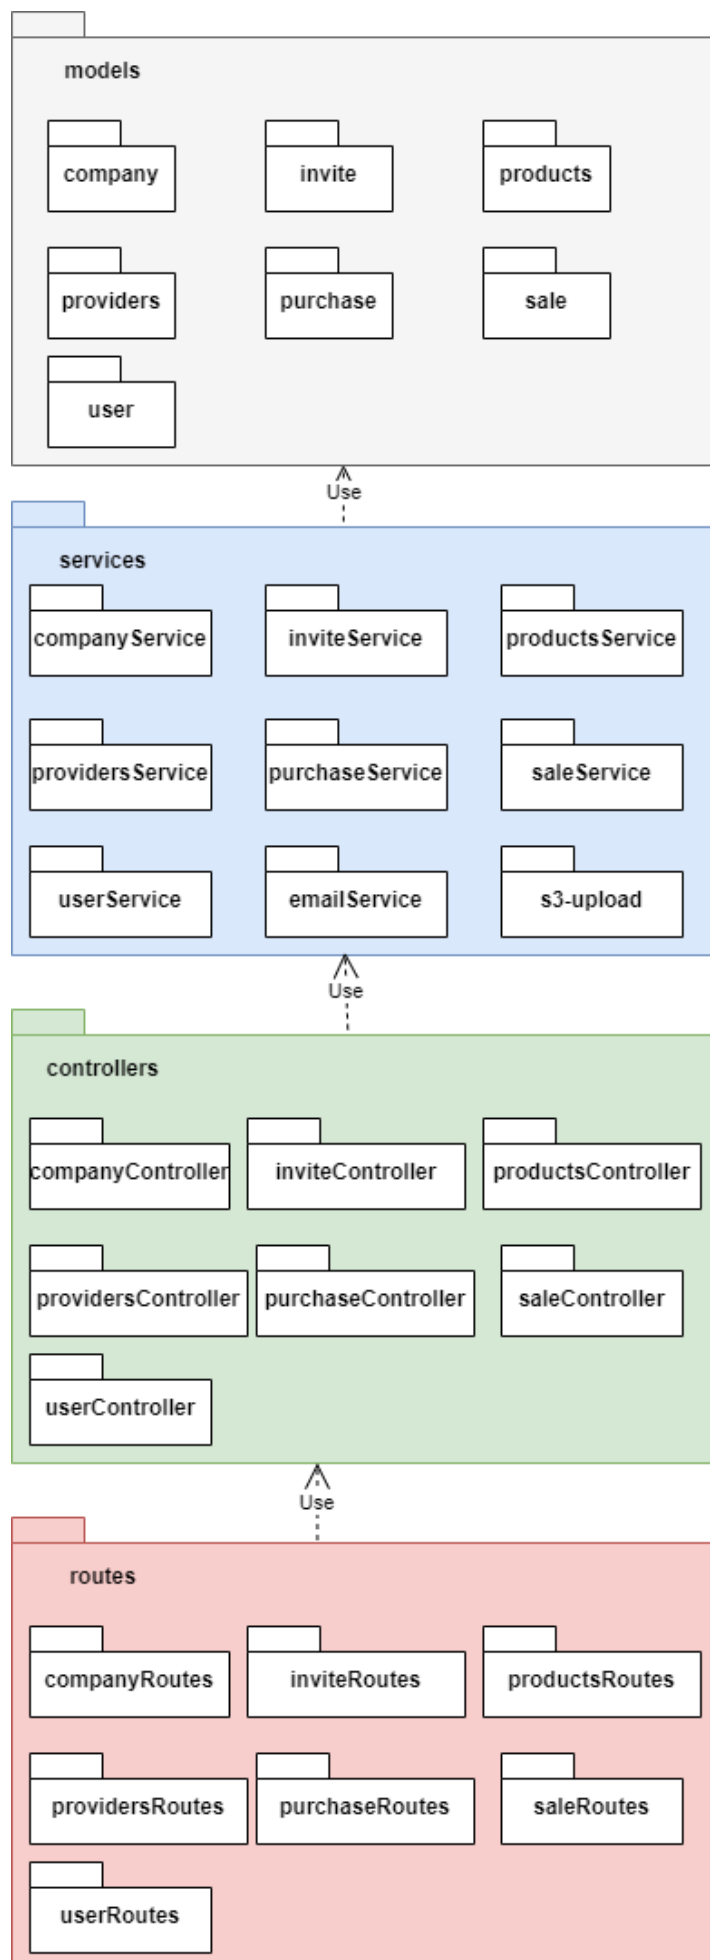 models
company
invite
products
providers
purchase
sale
user
Use
services
companyService
inviteService
productsService
providersService
purchaseService
saleService
userService
emailService
s3-upload
Use
controllers
companyController
inviteController
productsController
providersController
purchaseController
saleController
userController
Use
routes
companyRoutes
inviteRoutes
productsRoutes
providersRoutes
purchaseRoutes
saleRoutes
userRoutes